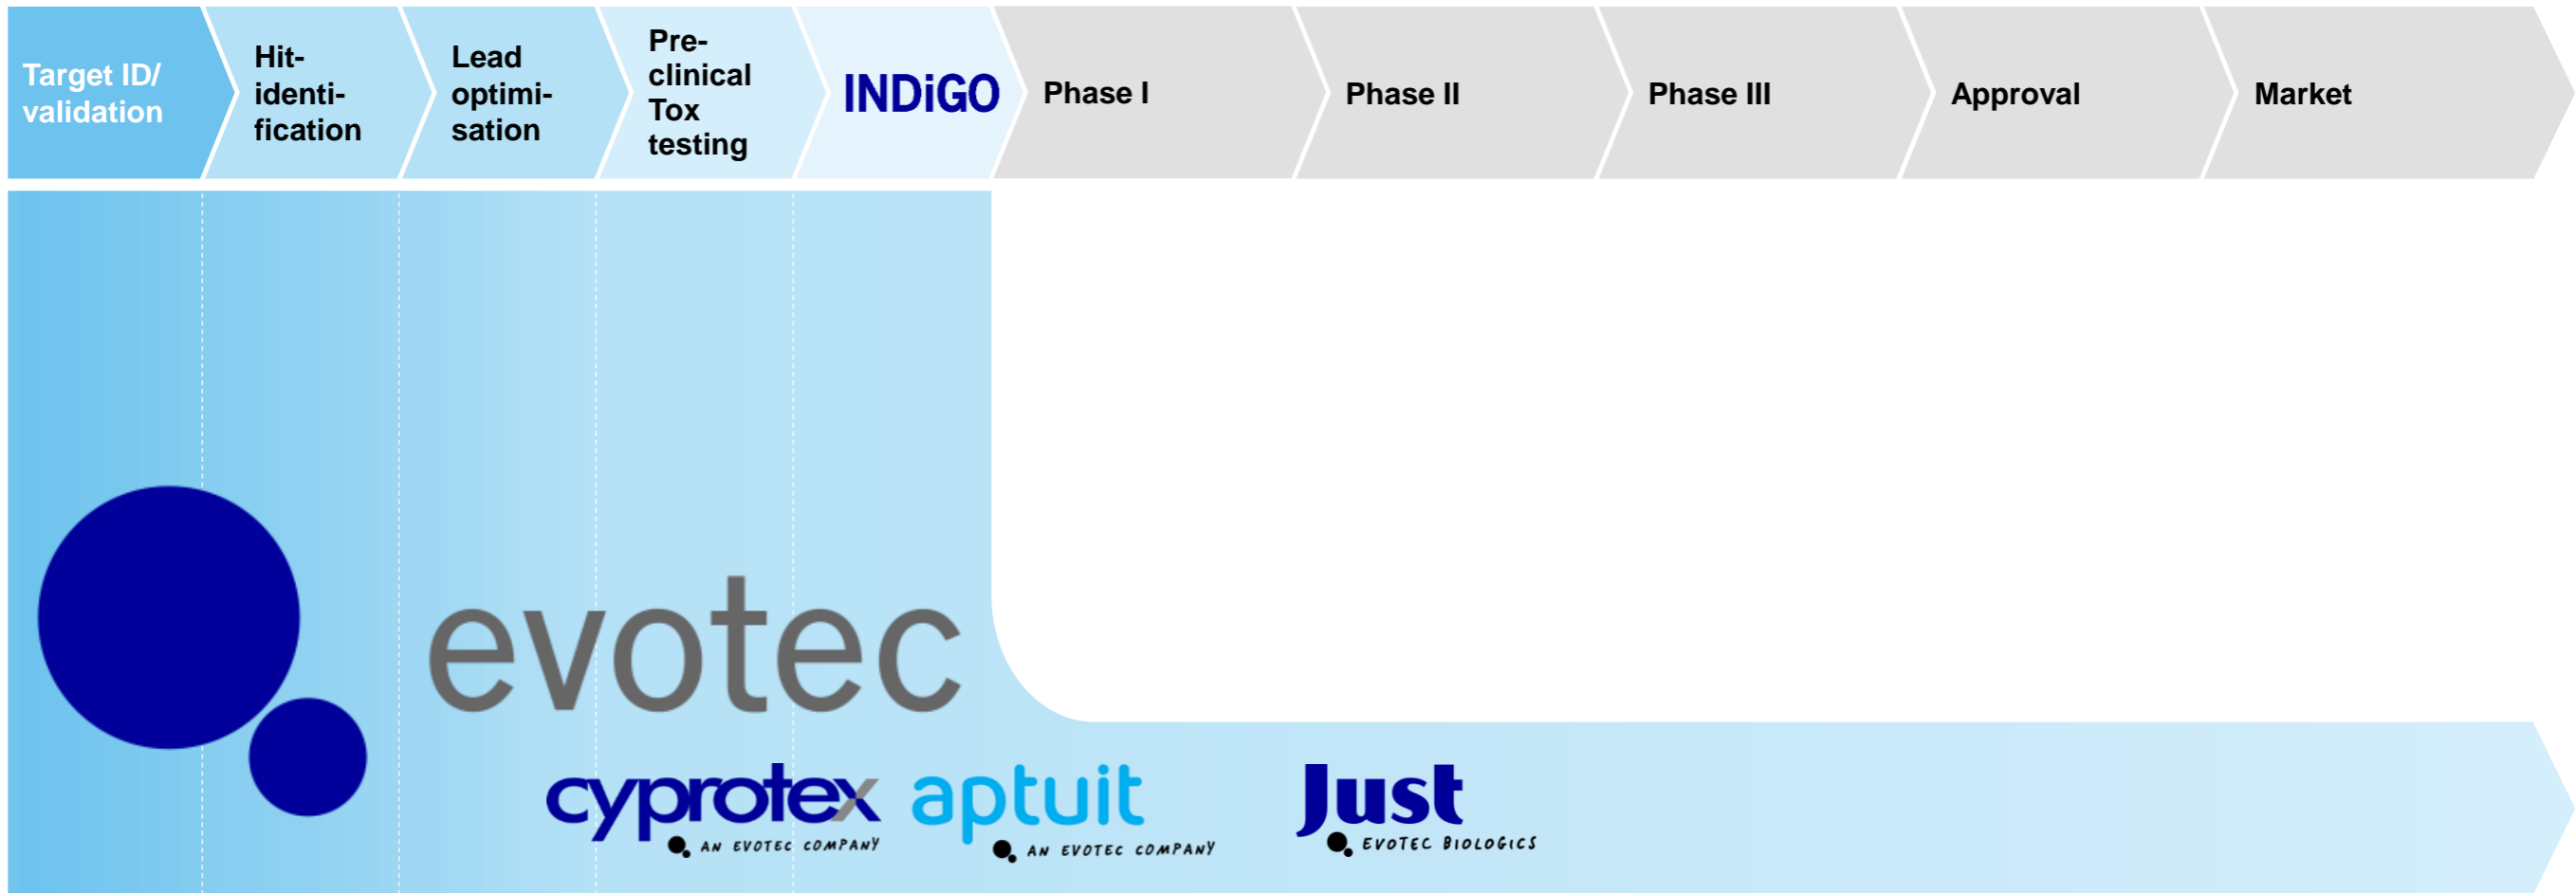 Target ID/
validation
Hit-
identi-
fication
Lead
optimi-
sation
Pre-
clinical
Tox
testing
INDiGO
Phase I
Phase II
Phase III
Approval
Market
evotec
cyprotex
AN EVOTEC COMPANY
aptuit
AN EVOTEC COMPANY
Just
EVOTEC BIOLOGICS